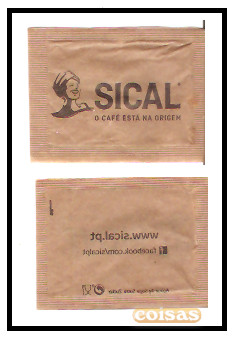 SICAL®
O CAFÉ ESTÁ NA ORIGEM
www.sical.pt
facebook.com/sicalpt
coisas